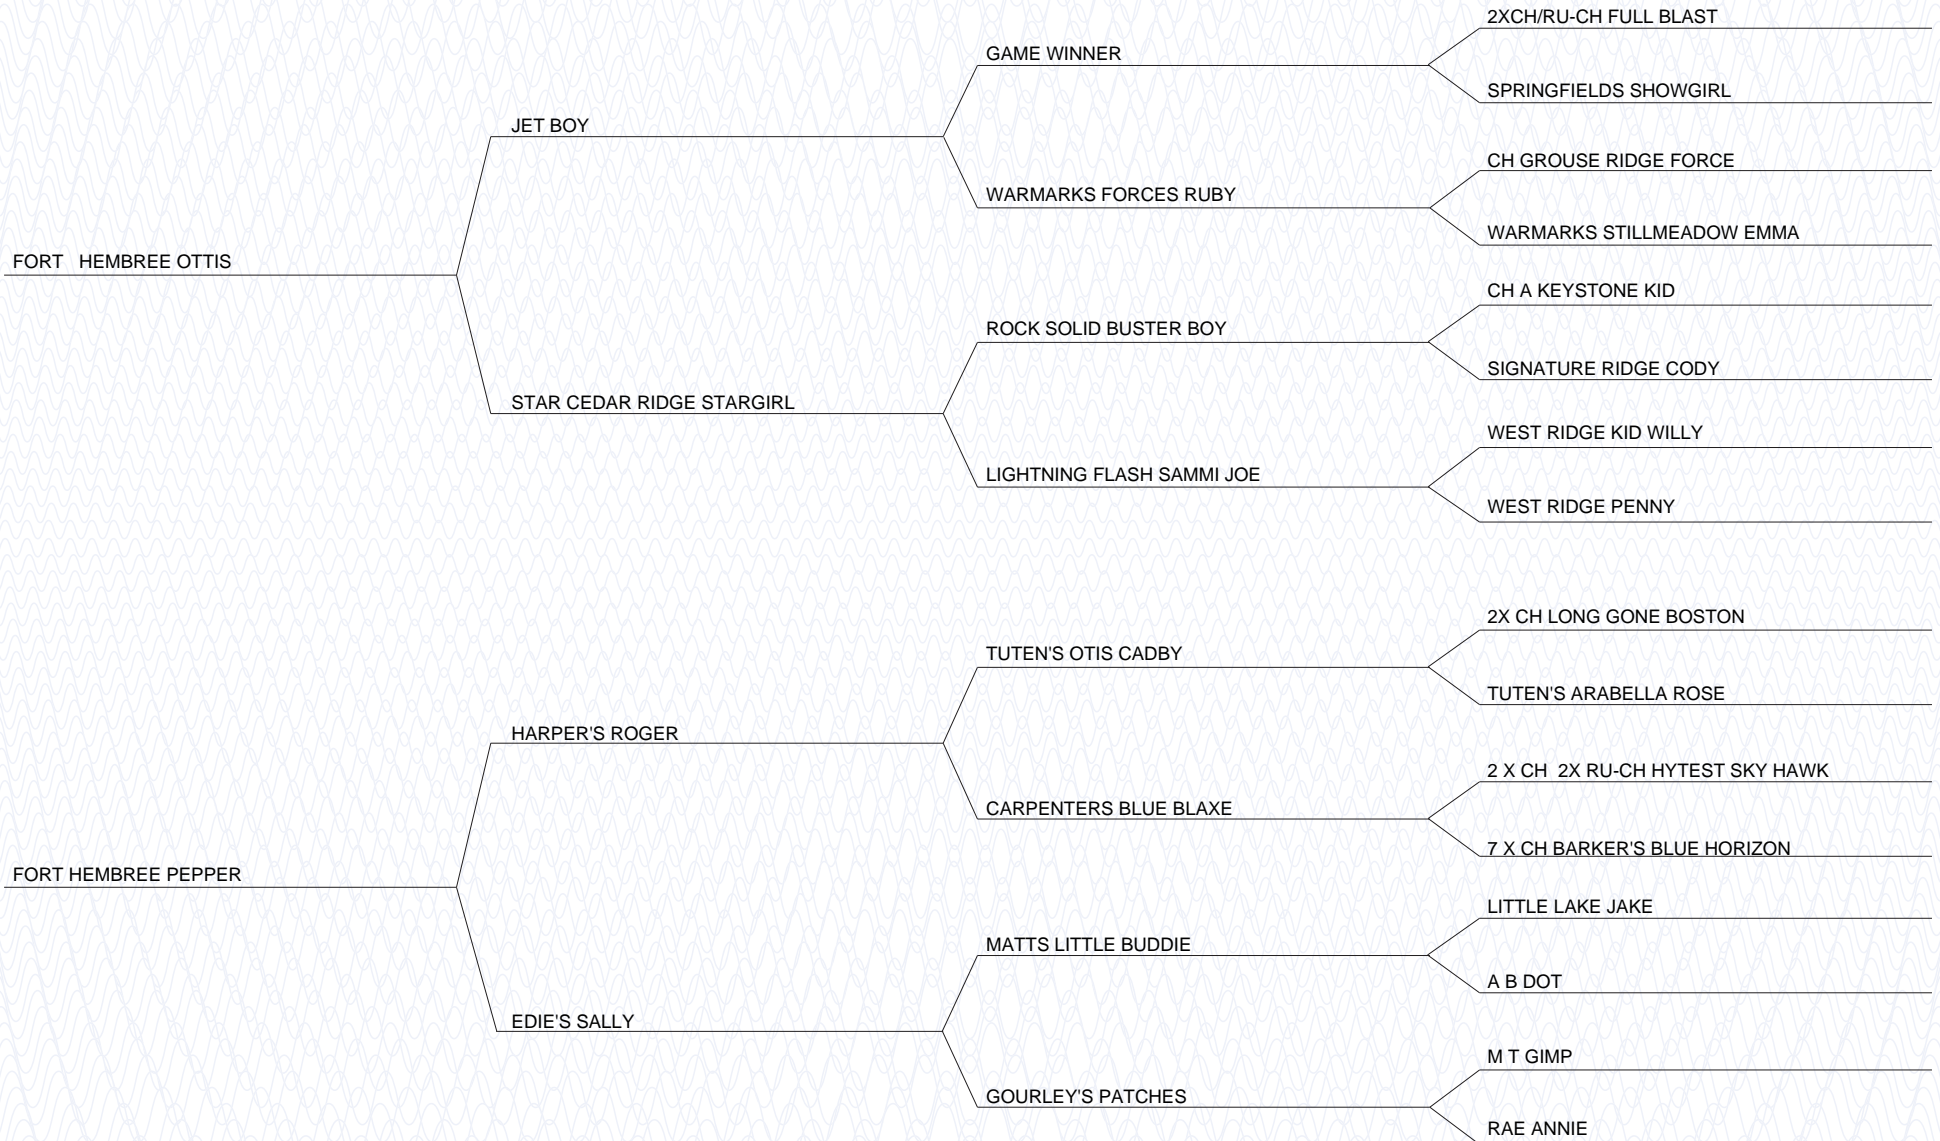 2XCH/RU-CH FULL BLAST
GAME WINNER
SPRINGFIELDS SHOWGIRL
JET BOY
CH GROUSE RIDGE FORCE
WARMARKS FORCES RUBY
WARMARKS STILLMEADOW EMMA
FORT   HEMBREE OTTIS
CH A KEYSTONE KID
ROCK SOLID BUSTER BOY
SIGNATURE RIDGE CODY
STAR CEDAR RIDGE STARGIRL
WEST RIDGE KID WILLY
LIGHTNING FLASH SAMMI JOE
WEST RIDGE PENNY
2X CH LONG GONE BOSTON
TUTEN'S OTIS CADBY
TUTEN'S ARABELLA ROSE
HARPER'S ROGER
2 X CH  2X RU-CH HYTEST SKY HAWK
CARPENTERS BLUE BLAXE
7 X CH BARKER'S BLUE HORIZON
FORT HEMBREE PEPPER
LITTLE LAKE JAKE
MATTS LITTLE BUDDIE
A B DOT
EDIE'S SALLY
M T GIMP
GOURLEY'S PATCHES
RAE ANNIE